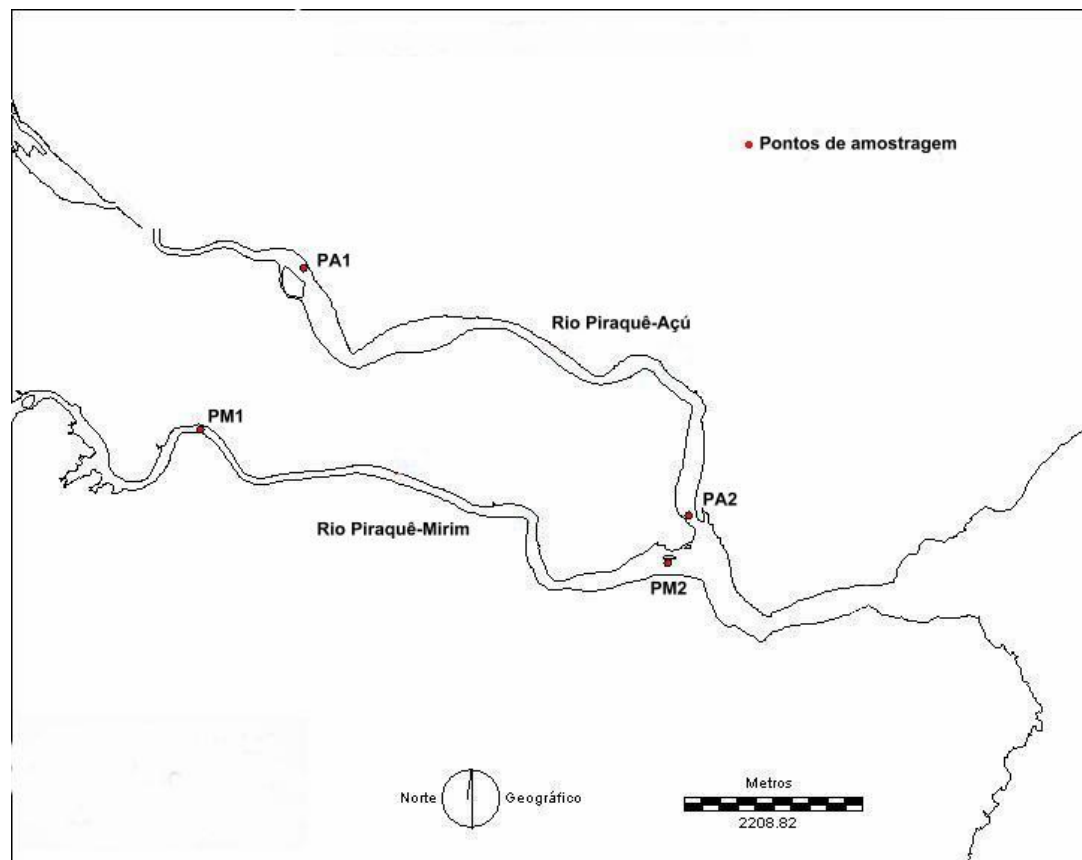 Pontos de amostragem
PA1
Rio Piraquê-Açú
PM1
PA2
Rio Piraquê-Mirim
PM2
Metros
Norte Geográfico
2208.82